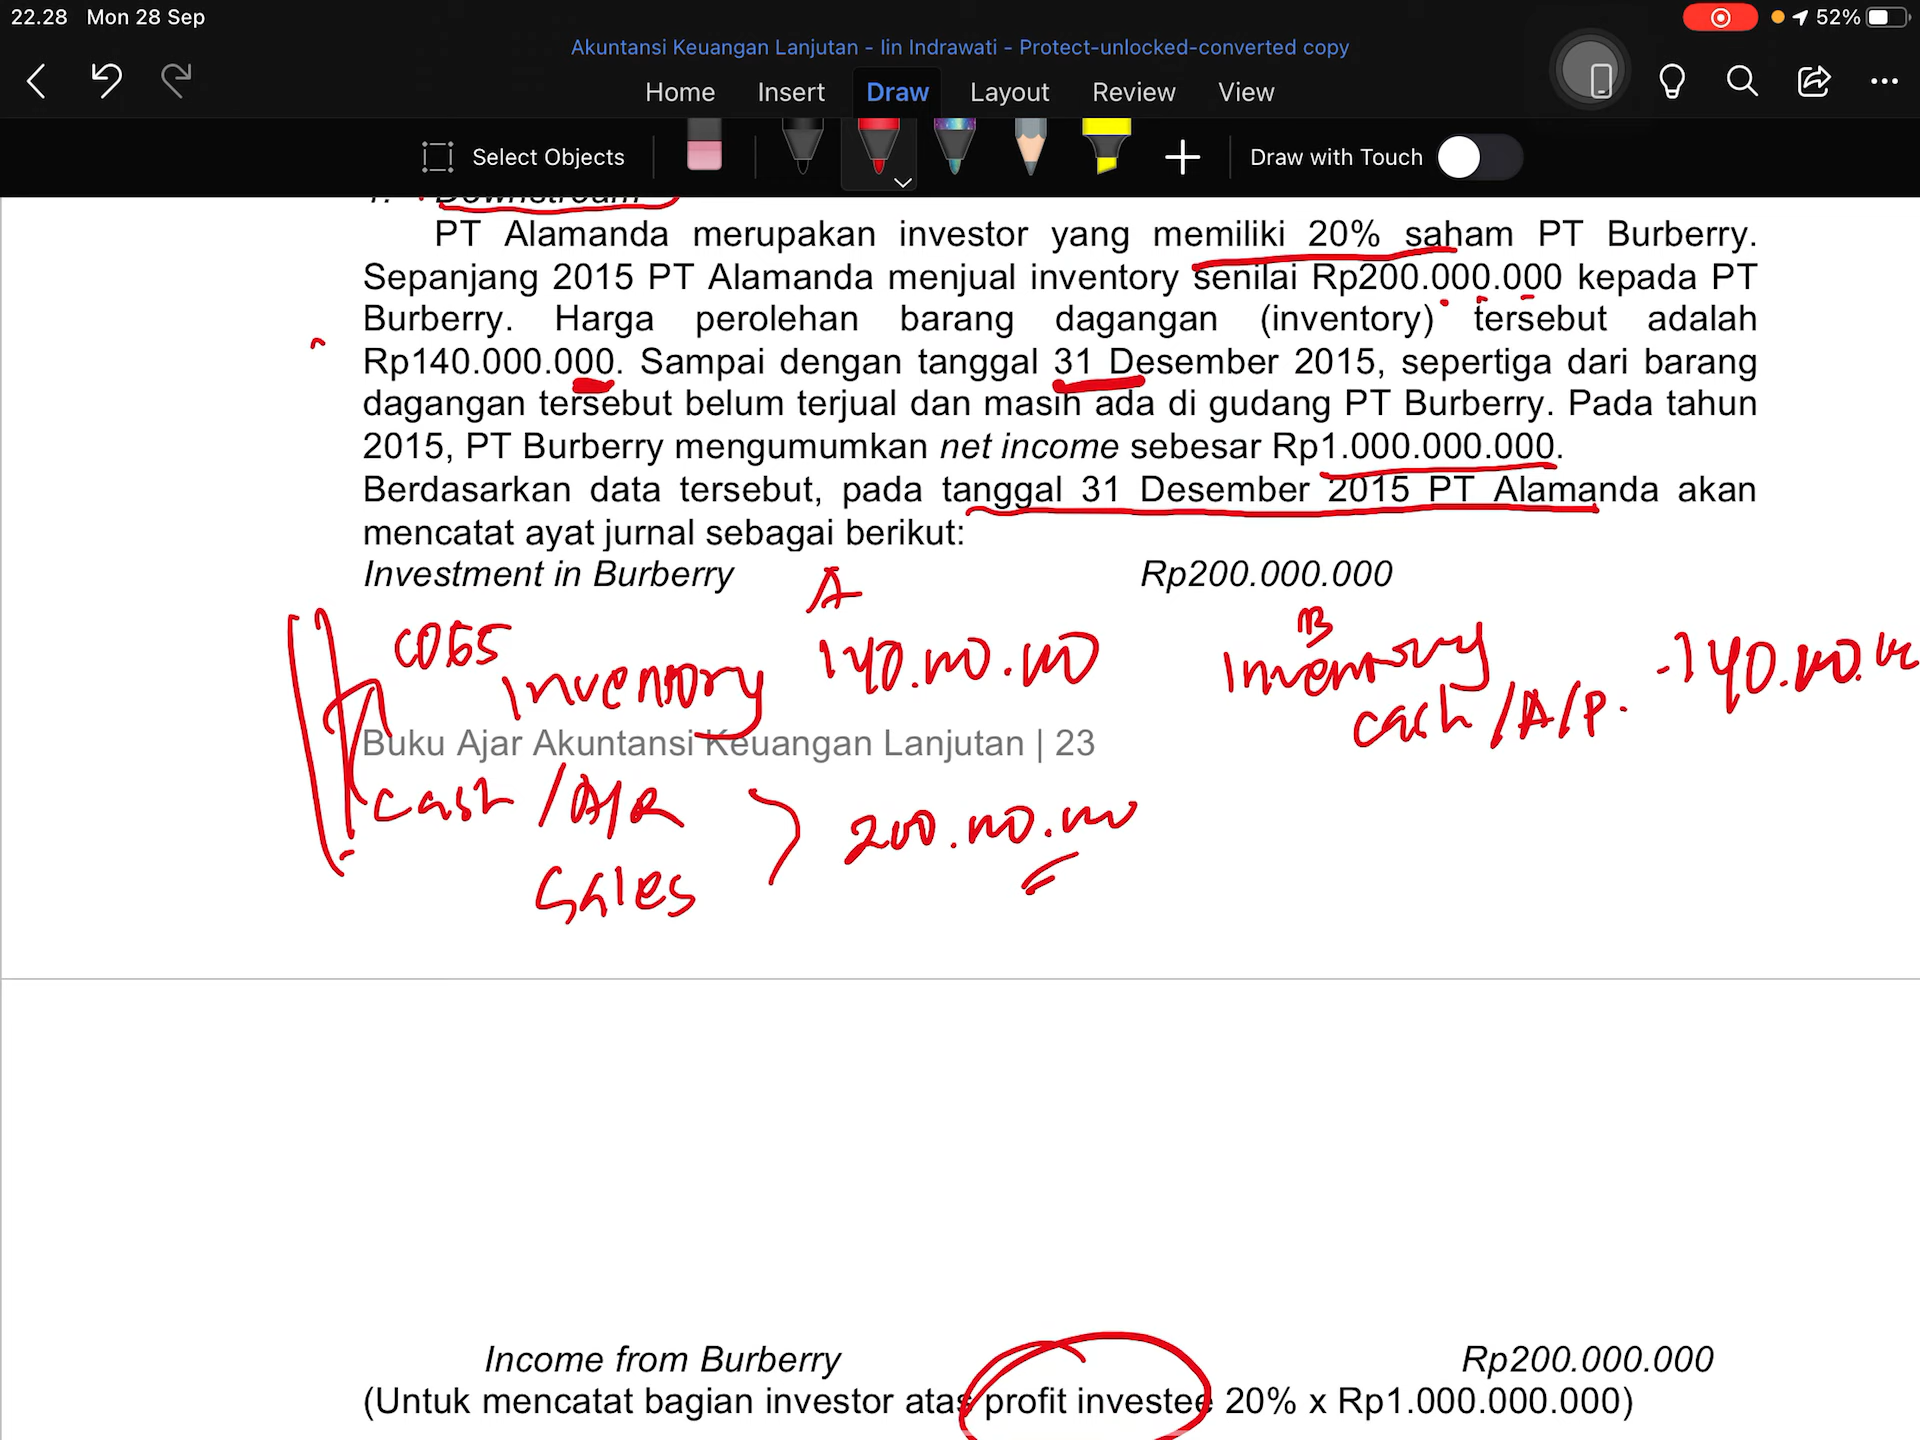 22.28 Mon 28 Sep 52%
Akuntansi Keuangan Lanjutan - Iin Indrawati - Protect-unlocked-converted copy
Home Insert Draw Layout Review View
Select Objects Draw with Touch
1. Downstream
PT Alamanda merupakan investor yang memiliki 20% saham PT Burberry.
Sepanjang 2015 PT Alamanda menjual inventory senilai Rp200.000.000 kepada PT
Burberry. Harga perolehan barang dagangan (inventory) tersebut adalah
Rp140.000.000. Sampai dengan tanggal 31 Desember 2015, sepertiga dari barang
dagangan tersebut belum terjual dan masih ada di gudang PT Burberry. Pada tahun
2015, PT Burberry mengumumkan net income sebesar Rp1.000.000.000.
Berdasarkan data tersebut, pada tanggal 31 Desember 2015 PT Alamanda akan
mencatat ayat jurnal sebagai berikut:
Investment in Burberry Rp200.000.000
A B
COGS 140.000.000 Inventory
Inventory cash/A/P.
Buku Ajar Akuntansi Keuangan Lanjutan | 23
cash/A/R 200.000.000
Sales
Income from Burberry Rp200.000.000
(Untuk mencatat bagian investor atas profit investee 20% x Rp1.000.000.000)